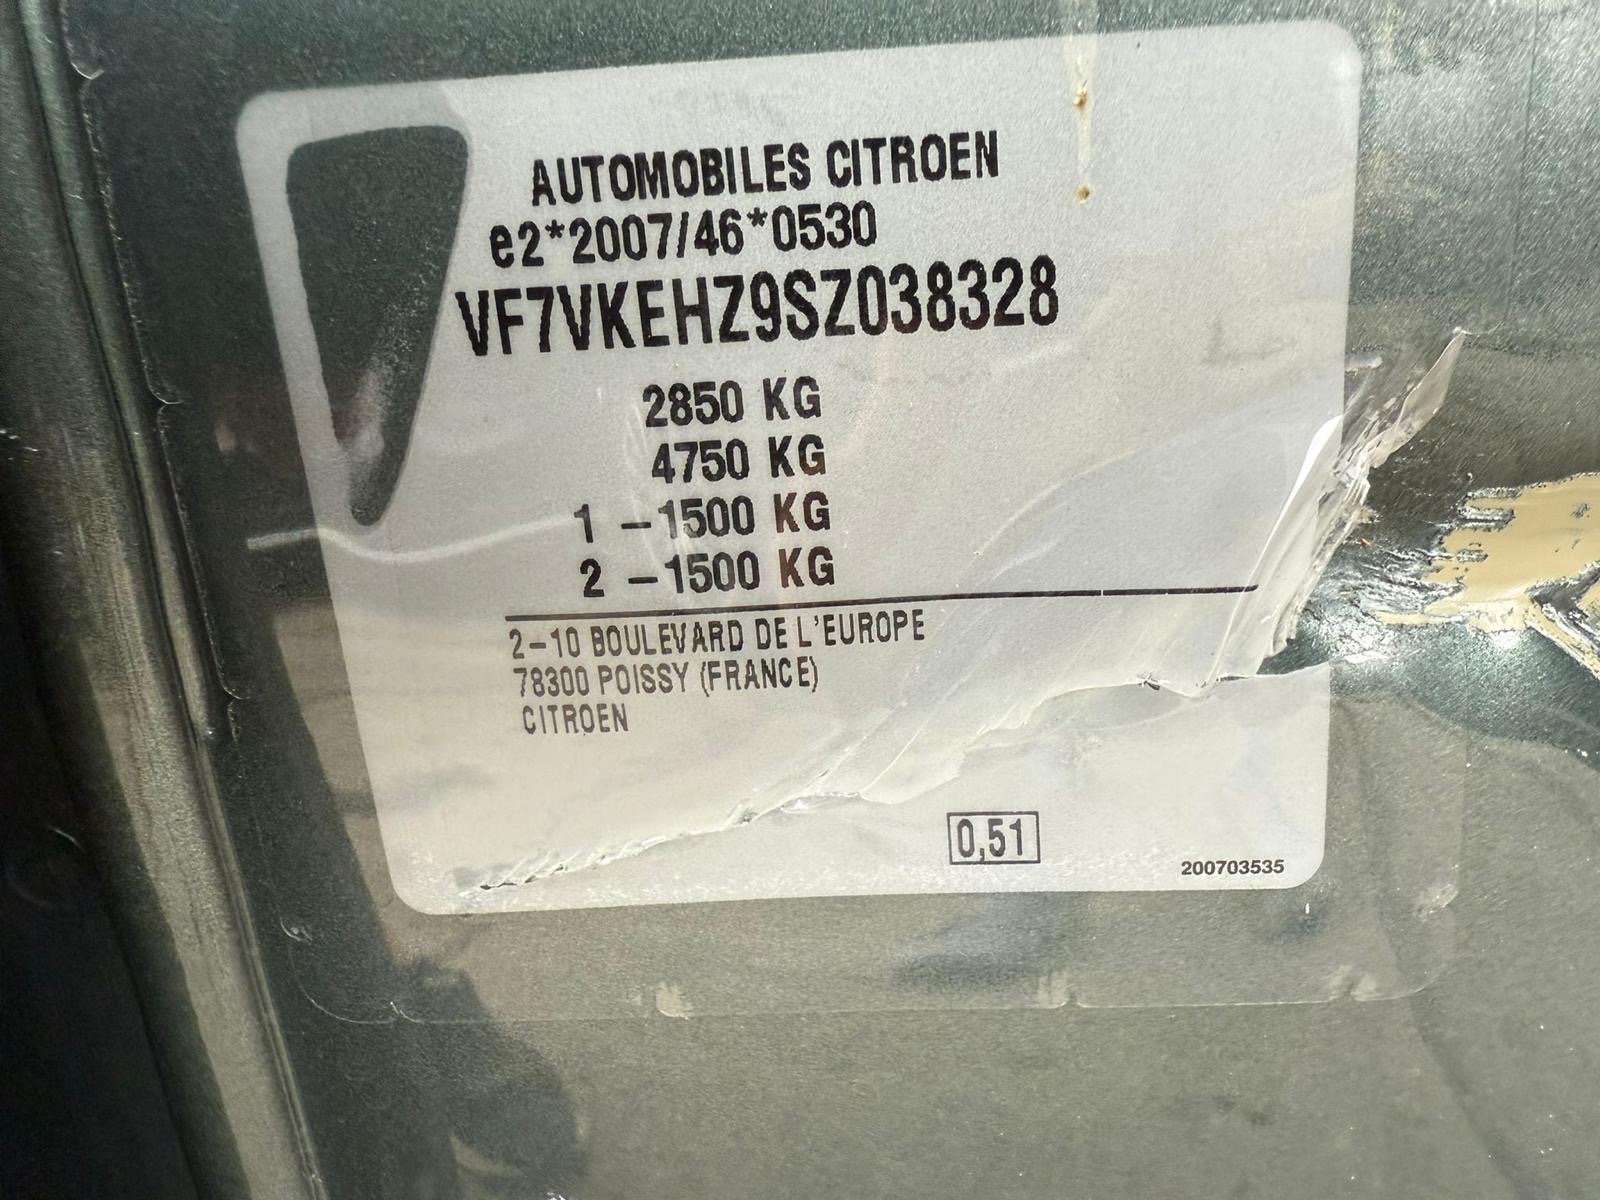 AUTOMOBILES CITROEN
e2*2007/46*0530
VF7VKEHZ9SZ038328
2850 KG
4750 KG
1 -1500 KG
2 -1500 KG
2-10 BOULEVARD DE L'EUROPE
78300 POISSY (FRANCE)
CITROEN
0,51
200703535